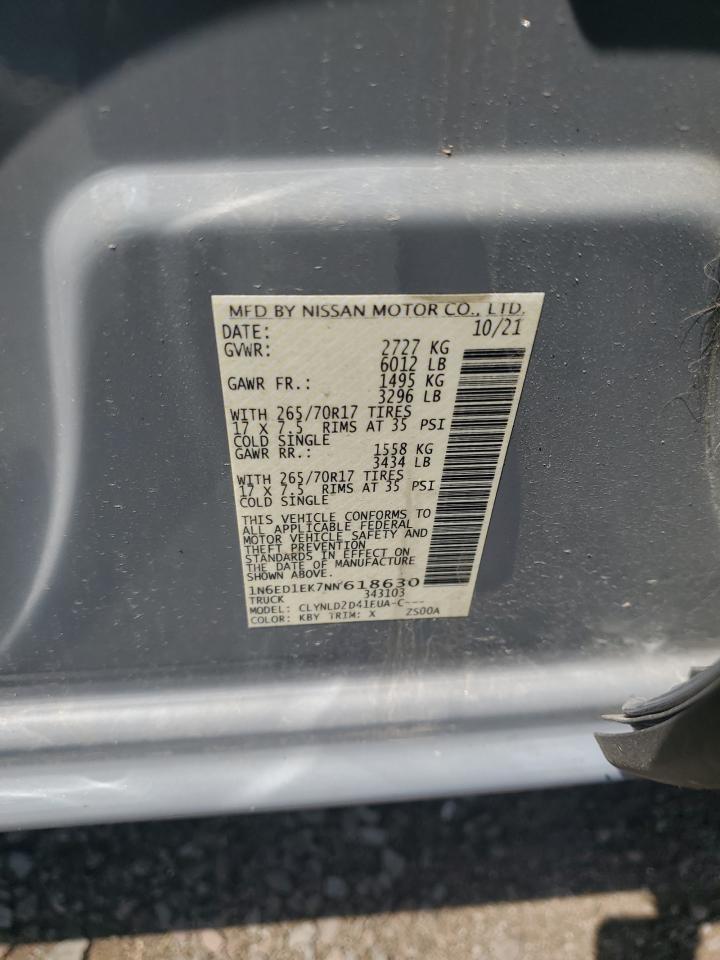 MFD BY NISSAN MOTOR CO., LTD.
DATE: 10/21
GVWR: 2727 KG
6012 LB
GAWR FR.: 1495 KG
3296 LB
WITH 265/70R17 TIRES
17 X 7.5 RIMS AT 35 PSI
COLD SINGLE
GAWR RR.: 1558 KG
3434 LB
WITH 265/70R17 TIRES
17 X 7.5 RIMS AT 35 PSI
COLD SINGLE
THIS VEHICLE CONFORMS TO
ALL APPLICABLE FEDERAL
MOTOR VEHICLE SAFETY AND
THEFT PREVENTION
STANDARDS IN EFFECT ON
THE DATE OF MANUFACTURE
SHOWN ABOVE.
1N6ED1EK7NN618630
TRUCK 343103
MODEL: CLYNLD2D41EUA-C---
COLOR: KBY TRIM: X ZS00A